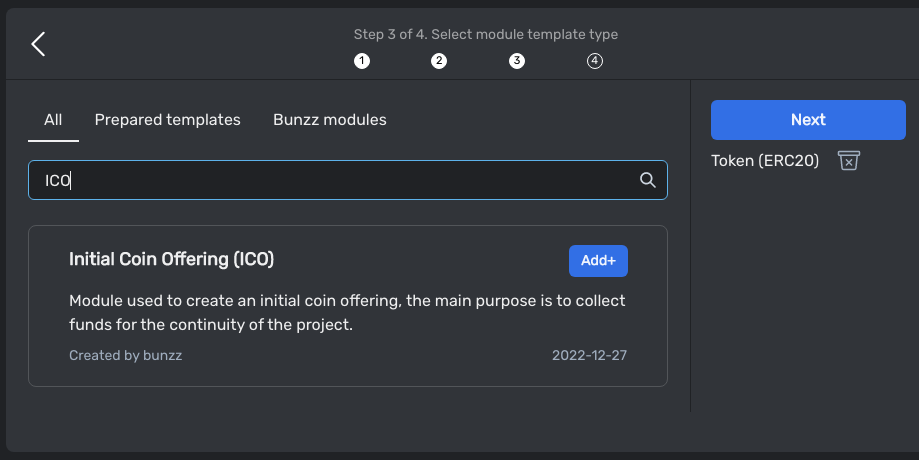 Step 3 of 4. Select module template type
1 2 3 4
All Prepared templates Bunzz modules
Next
Token (ERC20)
ICO
Initial Coin Offering (ICO)
Add+
Module used to create an initial coin offering, the main purpose is to collect
funds for the continuity of the project.
Created by bunzz 2022-12-27